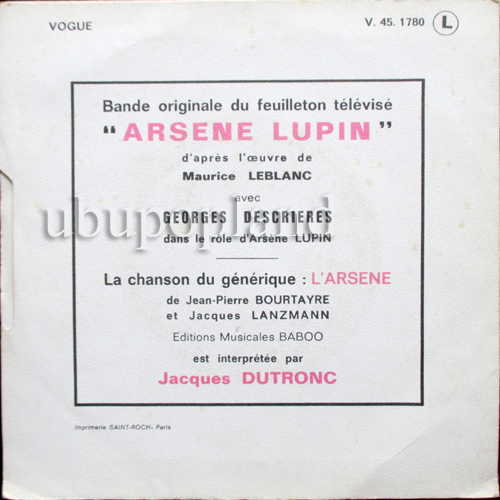 VOGUE V. 45. 1780 L
Bande originale du feuilleton télévisé
" ARSENE LUPIN "
d'après l'œuvre de
Maurice LEBLANC
avec
ubupopland
GEORGES DESCRIERES
dans le rôle d'Arsène LUPIN
La chanson du générique : L'ARSENE
de Jean-Pierre BOURTAYRE
et Jacques LANZMANN
Editions Musicales BABOO
est interprétée par
Jacques DUTRONC
Imprimerie SAINT-ROCH- Paris